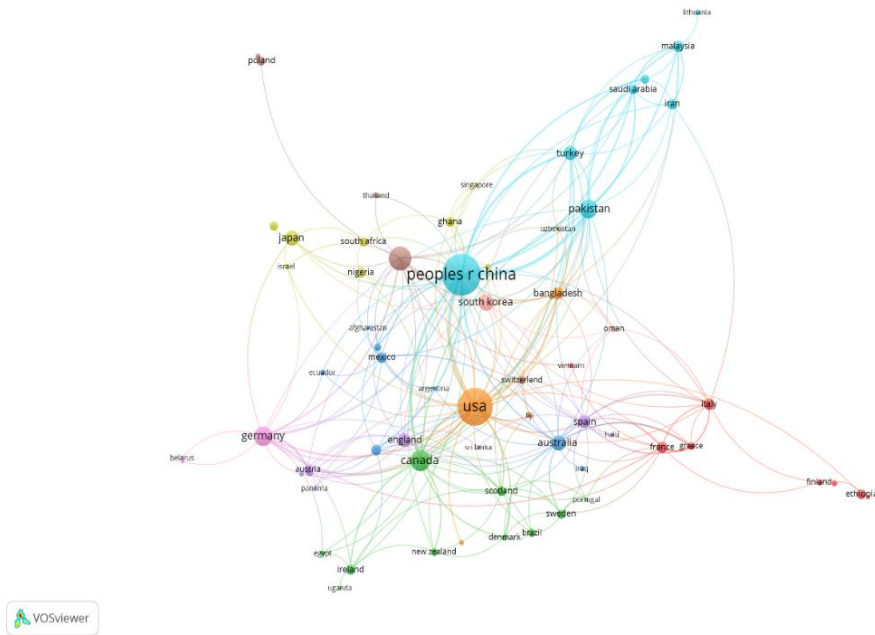 lithuania
malaysia
poland
saudi arabia
iran
turkey
singapore
thailand
pakistan
ghana
uzbekistan
japan
south africa
israel
nigeria
peoples r china
bangladesh
south korea
afghanistan
oman
mexico
ecuador
vietnam
argentina
switzerland
usa
italy
fiji
spain
germany
england
haiti
australia
sri lanka
france
greece
belarus
canada
austria
iraq
finland
panama
scotland
ethiopia
portugal
sweden
brazil
denmark
egypt
new zealand
ireland
uganda
VOSviewer